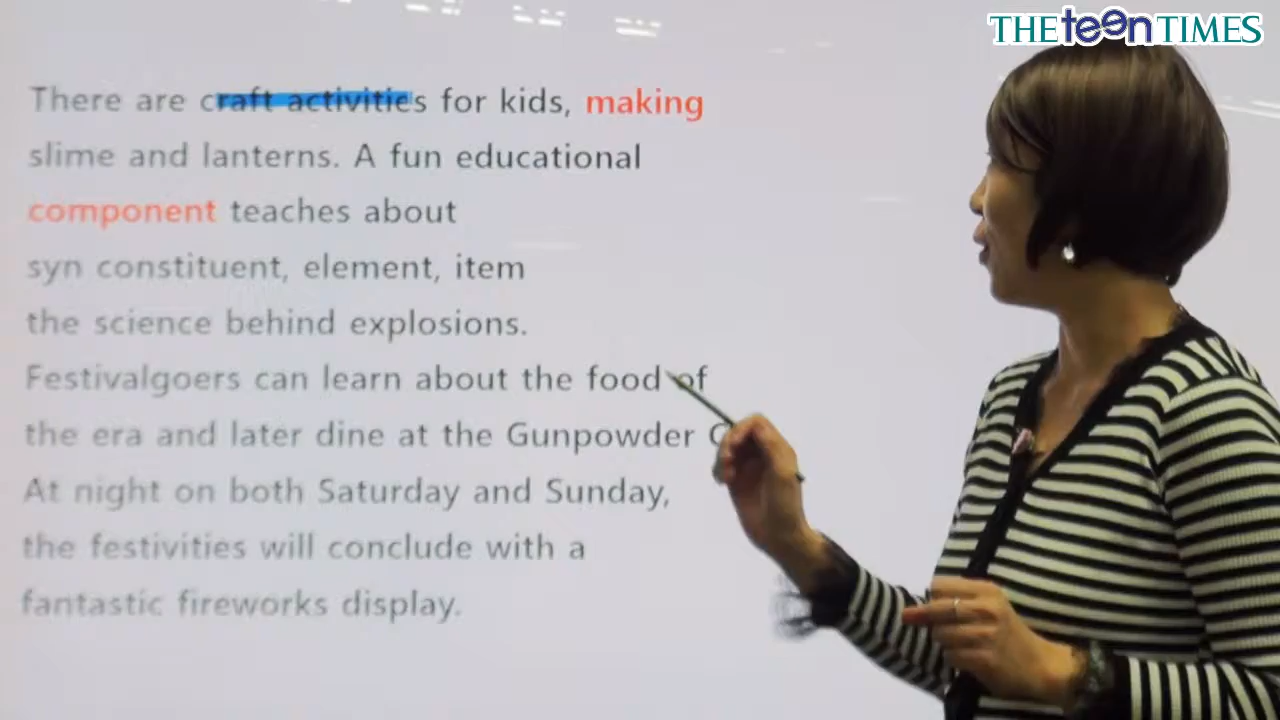 THE teen TIMES
There are craft activities for kids, making
slime and lanterns. A fun educational
component teaches about
syn constituent, element, item
the science behind explosions.
Festivalgoers can learn about the food of
the era and later dine at the Gunpowder
At night on both Saturday and Sunday,
the festivities will conclude with a
fantastic fireworks display.